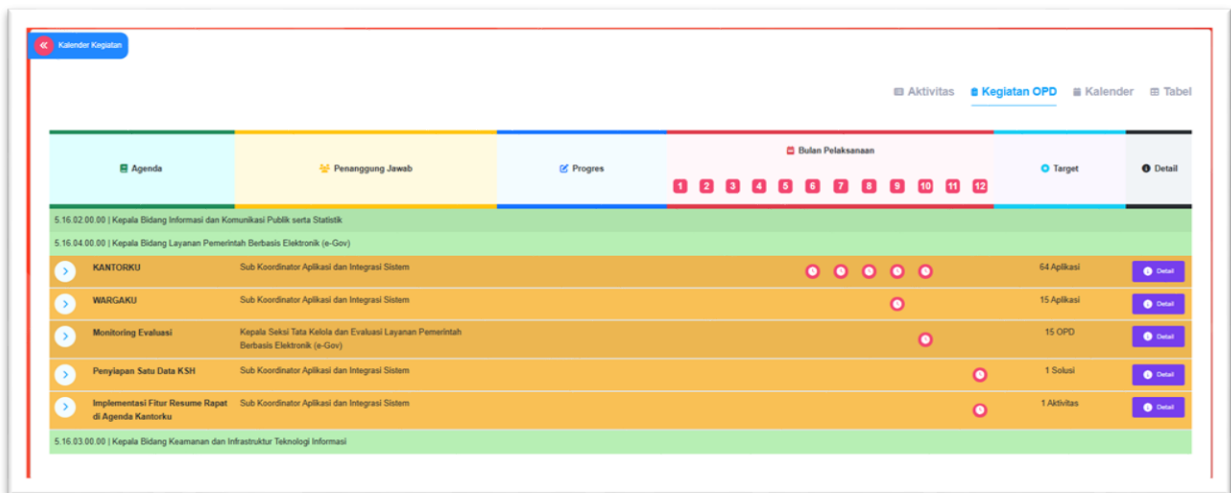 Kalender Kegiatan
Aktivitas Kegiatan OPD Kalender Tabel
Bulan Pelaksanaan
Agenda Penanggung Jawab Progres Target Detail
1 2 3 4 5 6 7 8 9 10 11 12
5.16.02.00.00 | Kepala Bidang Informasi dan Komunikasi Publik serta Statistik
5.16.04.00.00 | Kepala Bidang Layanan Pemerintah Berbasis Elektronik (e-Gov)
KANTORKU Sub Koordinator Aplikasi dan Integrasi Sistem 64 Aplikasi Detail
WARGAKU Sub Koordinator Aplikasi dan Integrasi Sistem 15 Aplikasi Detail
Monitoring Evaluasi Kepala Seksi Tata Kelola dan Evaluasi Layanan Pemerintah 15 OPD Detail
Berbasis Elektronik (e-Gov)
Penyiapan Satu Data KSH Sub Koordinator Aplikasi dan Integrasi Sistem 1 Solusi Detail
Implementasi Fitur Resume Rapat Sub Koordinator Aplikasi dan Integrasi Sistem 1 Aktivitas Detail
di Agenda Kantorku
5.16.03.00.00 | Kepala Bidang Keamanan dan Infrastruktur Teknologi Informasi